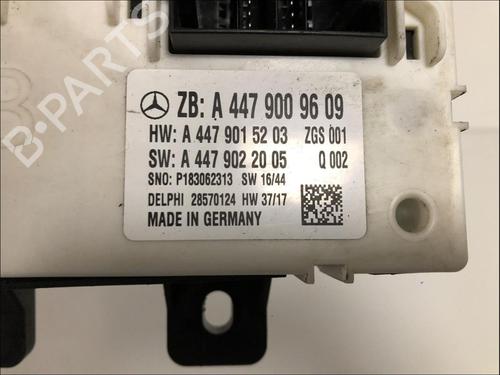 B-PARTS
ZB: A 447 900 96 09
HW: A 447 901 52 03 ZGS 001
SW: A 447 902 20 05 Q 002
SNO: P183062313 SW 16/44
DELPHI 28570124 HW 37/17
MADE IN GERMANY